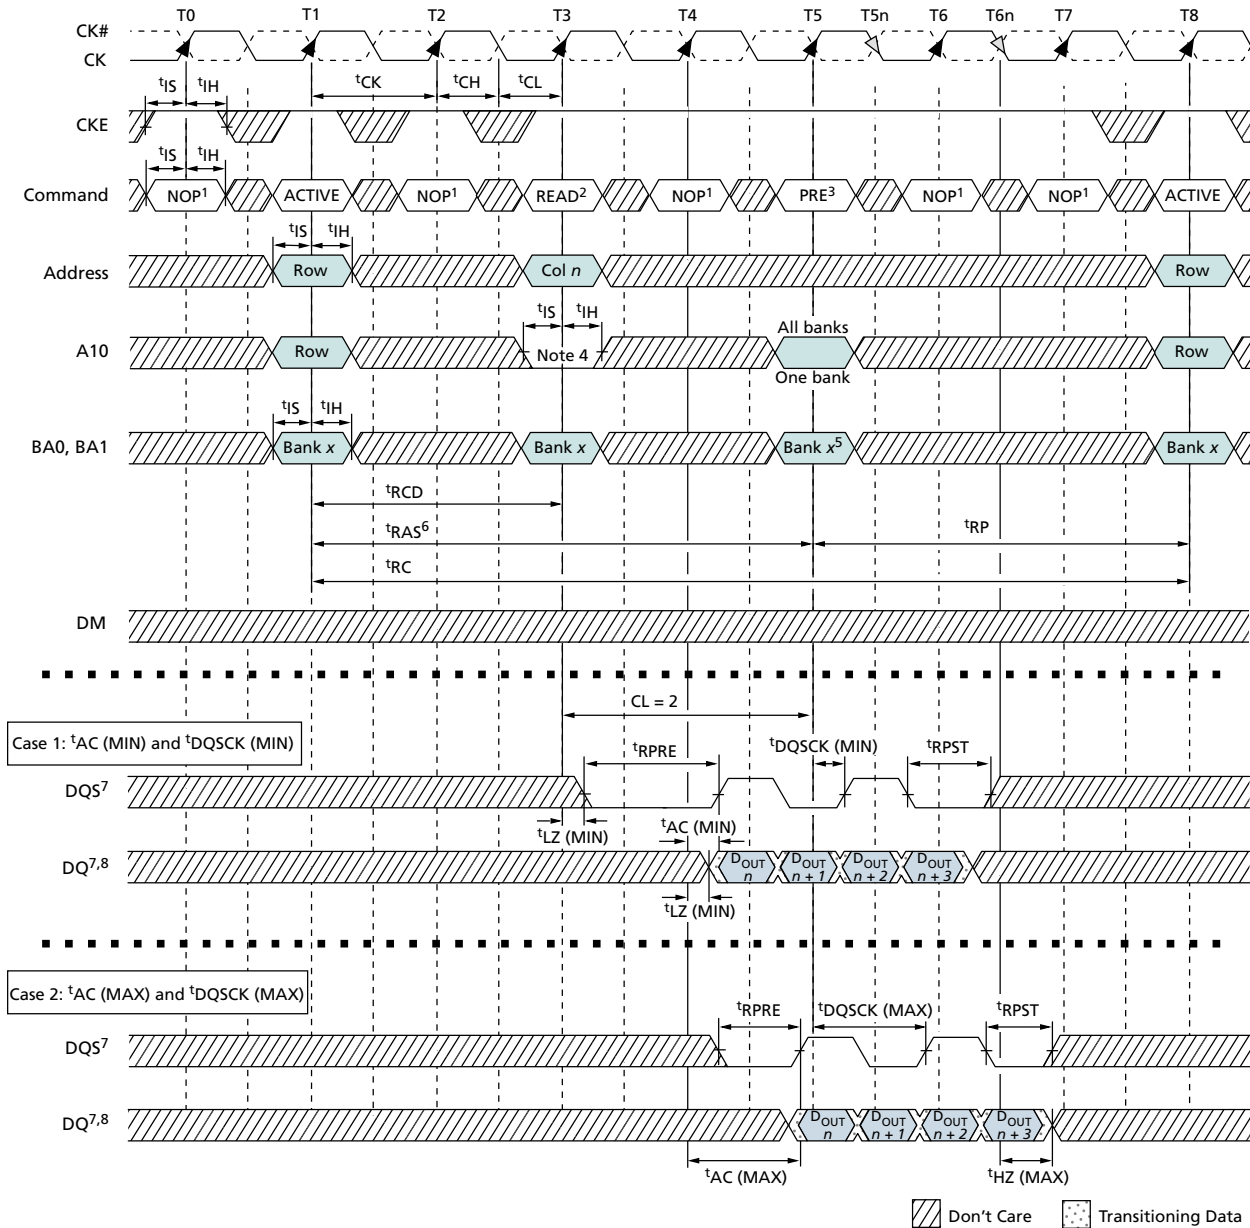 T0 T1 T2 T3 T4 T5 T5n T6 T6n T7 T8
CK#
CK
tIS tIH tCK tCH tCL
CKE
tIS tIH
Command NOP1 ACTIVE NOP1 READ2 NOP1 PRE3 NOP1 NOP1 ACTIVE
tIS tIH
Address Row Col n Row
tIS tIH All banks
A10 Row Note 4 Row
One bank
tIS tIH
BA0, BA1 Bank x Bank x Bank x5 Bank x
tRCD
tRAS6 tRP
tRC
DM
CL = 2
Case 1: tAC (MIN) and tDQSCK (MIN)
tRPRE tDQSCK (MIN) tRPST
DQS7
tLZ (MIN) tAC (MIN)
DQ7,8 DOUT n DOUT n + 1 DOUT n + 2 DOUT n + 3
tLZ (MIN)
Case 2: tAC (MAX) and tDQSCK (MAX)
tRPRE tDQSCK (MAX) tRPST
DQS7
DQ7,8 DOUT n DOUT n + 1 DOUT n + 2 DOUT n + 3
tAC (MAX) tHZ (MAX)
Don't Care Transitioning Data